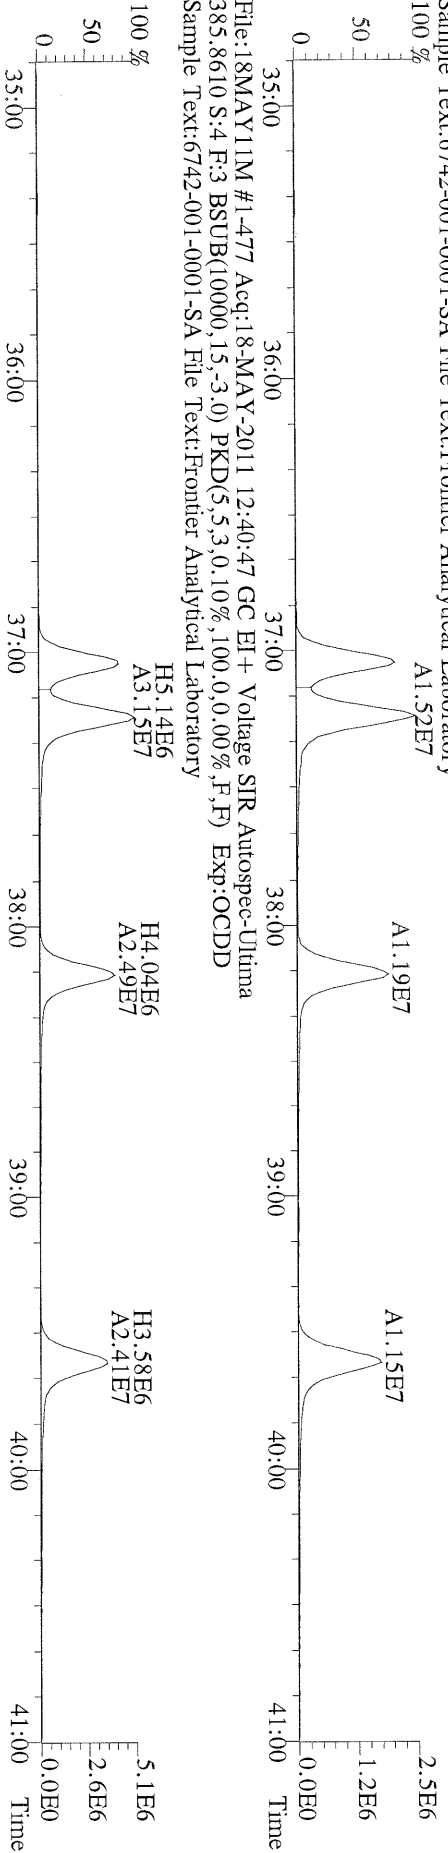 Sample Text:6742-001-0001-SA File Text:Frontier Analytical Laboratory
100 %
A1.52E7
A1.19E7
A1.15E7
2.5E6
50
1.2E6
0
0.0E0
35:00 36:00 37:00 38:00 39:00 40:00 41:00 Time
File:18MAY11M #1-477 Acq:18-MAY-2011 12:40:47 GC EI+ Voltage SIR Autospec-Ultima
385.8610 S:4 F:3 BSUB(10000,15,-3.0) PKD(5,5,3,0.10%,100.0,0.00%,F,F) Exp:OCDD
Sample Text:6742-001-0001-SA File Text:Frontier Analytical Laboratory
100 %
H5.14E6
A3.15E7
H4.04E6
A2.49E7
H3.58E6
A2.41E7
5.1E6
50
2.6E6
0
0.0E0
35:00 36:00 37:00 38:00 39:00 40:00 41:00 Time